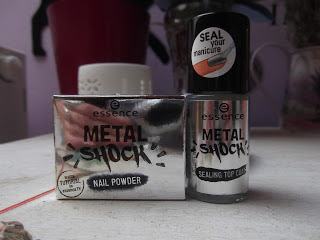 essence
METAL
SHOCK
NAIL POWDER
SEAL
your
manicure
essence
METAL
SHOCK
SEALING TOP COAT